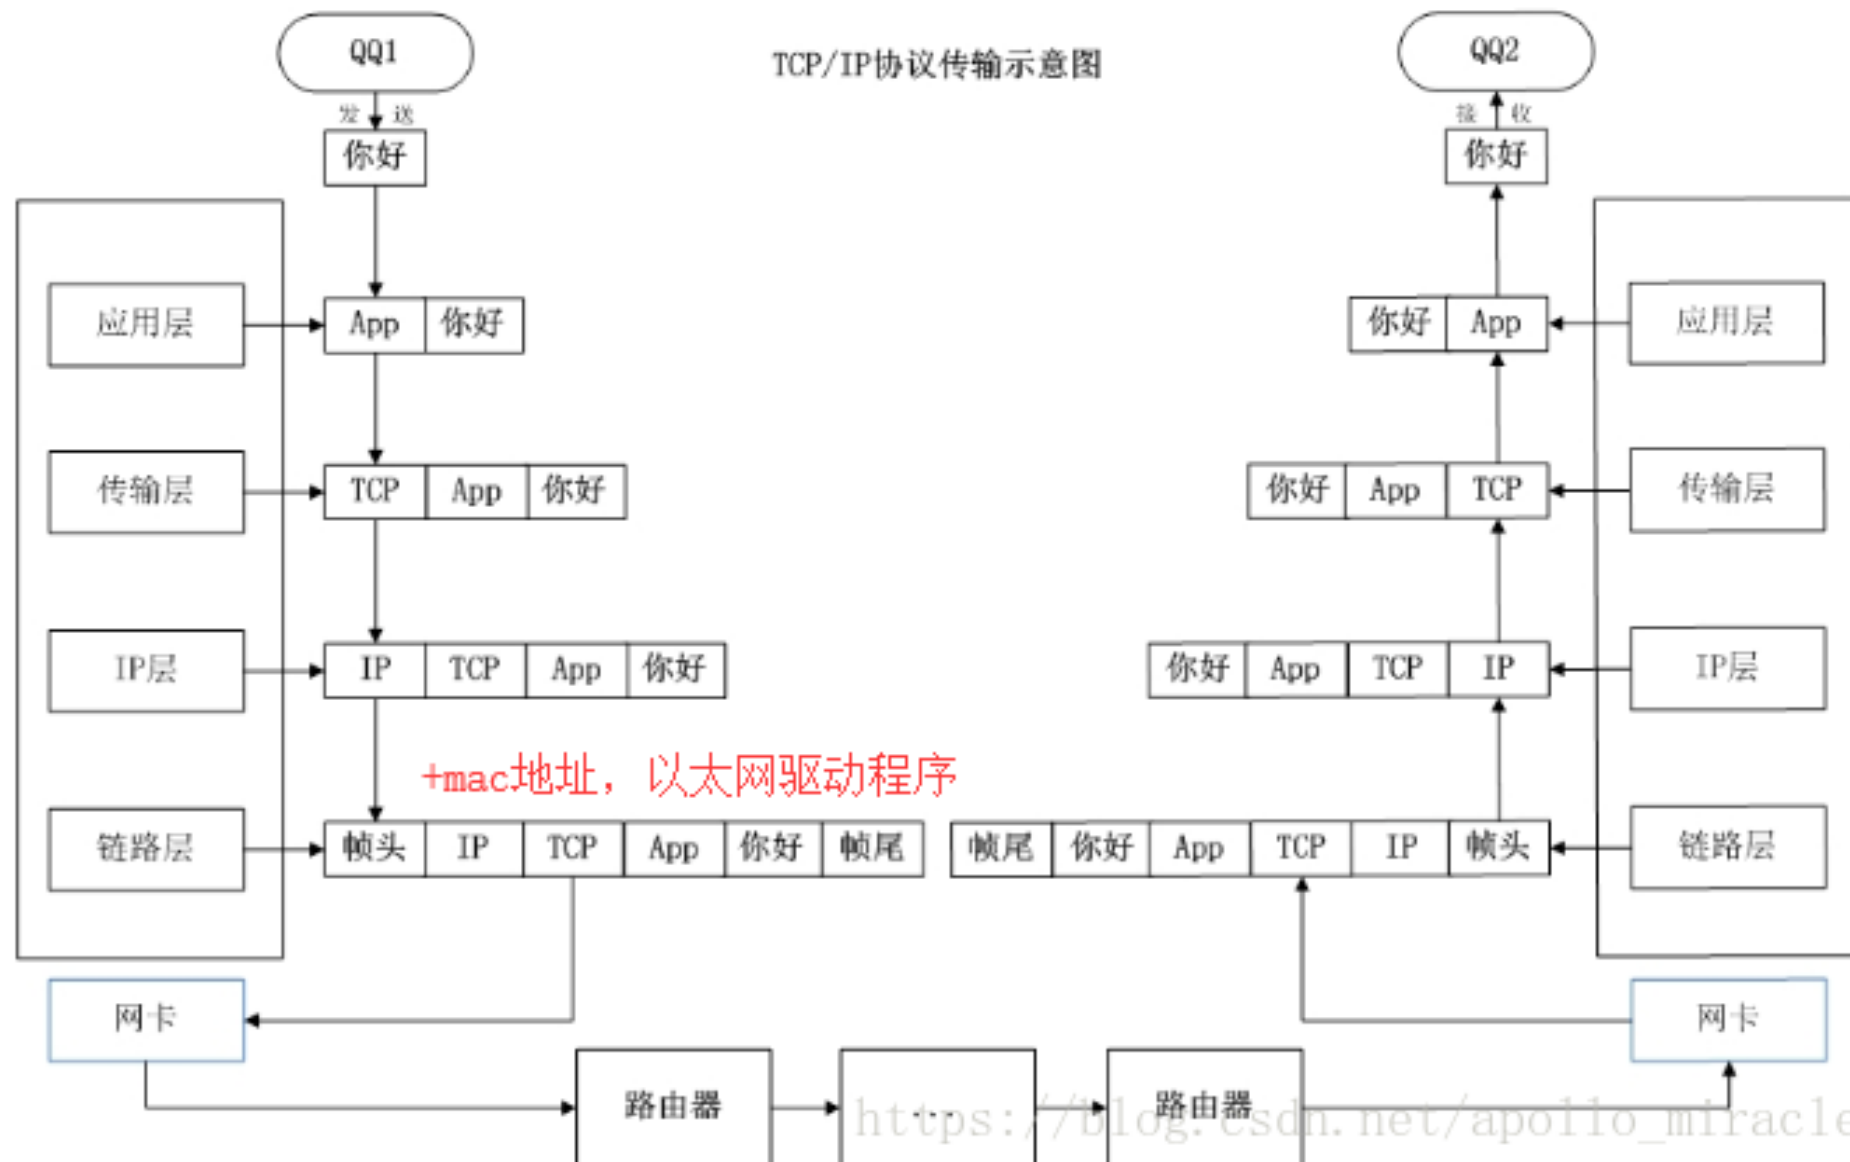 QQ1
TCP/IP协议传输示意图
QQ2
发 送
接 收
你好
你好
应用层
App 你好
你好 App
应用层
传输层
TCP App 你好
你好 App TCP
传输层
IP层
IP TCP App 你好
你好 App TCP IP
IP层
+mac地址，以太网驱动程序
链路层
帧头 IP TCP App 你好 帧尾
帧尾 你好 App TCP IP 帧头
链路层
网卡
网卡
路由器
...
路由器
https://blog.csdn.net/apollo_miracle